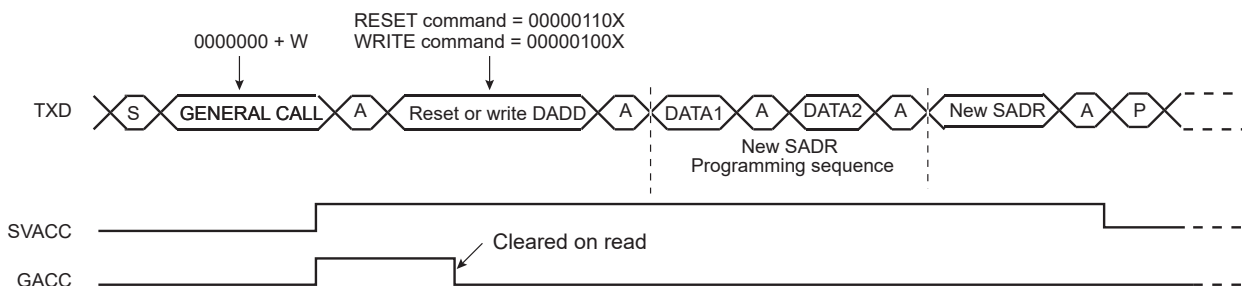 RESET command = 00000110X
0000000 + W
WRITE command = 00000100X
TXD
S
GENERAL CALL
A
Reset or write DADD
A
DATA1
A
DATA2
A
New SADR
A
P
New SADR
Programming sequence
SVACC
Cleared on read
GACC